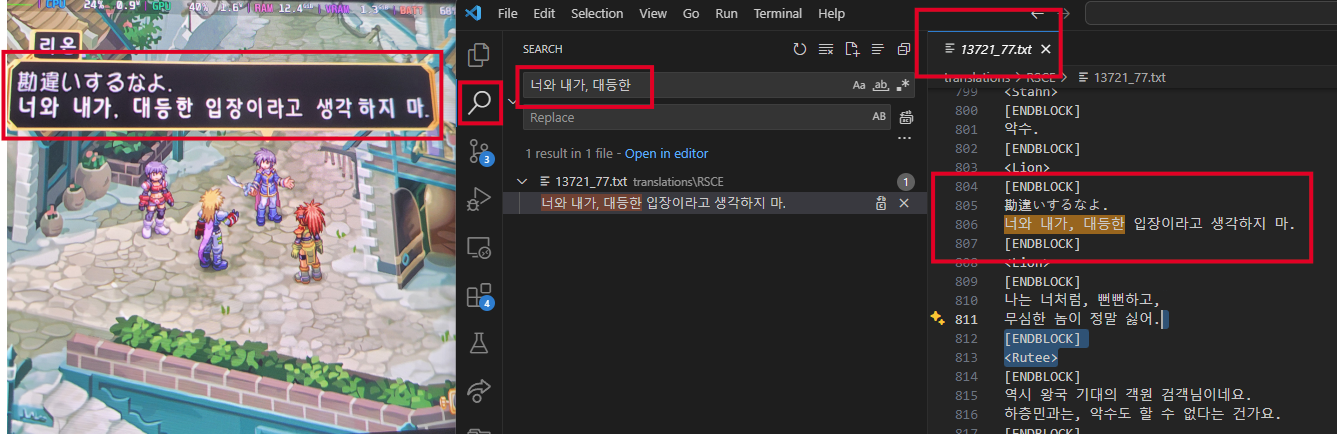 GPU 24% 0.9V CPU 40% 1.6V RAM 12.4 GiB VRAM 1.3 GiB BATT 66%
리온
勘違いするなよ.
너와 내가, 대등한 입장이라고 생각하지 마.
File Edit Selection View Go Run Terminal Help
SEARCH
너와 내가, 대등한
Aa ab
Replace
AB
1 result in 1 file - Open in editor
13721_77.txt translations\RSCE
1
너와 내가, 대등한 입장이라고 생각하지 마.
3
4
13721_77.txt
translations > RSCE > 13721_77.txt
799 <Stahn>
800 [ENDBLOCK]
801 악수.
802 [ENDBLOCK]
803 <Lion>
804 [ENDBLOCK]
805 勘違いするなよ.
806 너와 내가, 대등한 입장이라고 생각하지 마.
807 [ENDBLOCK]
808 <Lion>
809 [ENDBLOCK]
810 나는 너처럼, 뻔뻔하고,
811 무심한 놈이 정말 싫어.
812 [ENDBLOCK]
813 <Rutee>
814 [ENDBLOCK]
815 역시 왕국 기대의 객원 검객님이네요.
816 하층민과는, 악수도 할 수 없다는 건가요.
817 [ENDBLOCK]